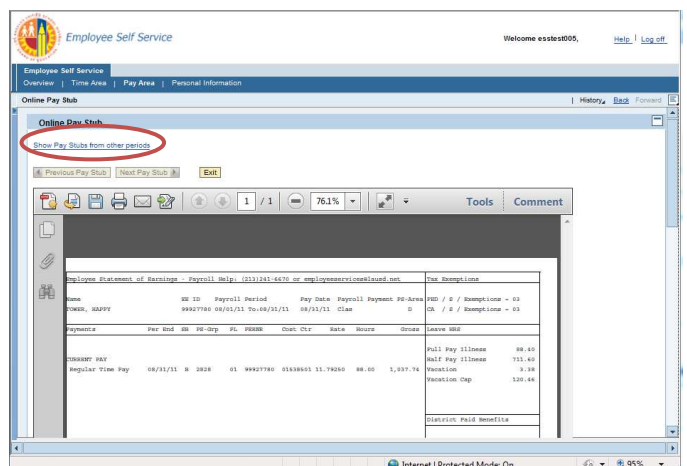 Employee Self Service
Welcome esstest005,
Help
Log off
Employee Self Service
Overview | Time Area | Pay Area | Personal Information
Online Pay Stub
| History Back Forward
Online Pay Stub
Show Pay Stubs from other periods
Previous Pay Stub Next Pay Stub Exit
1 / 1 76.1% Tools Comment
Employee Statement of Earnings - Payroll Help: (213)241-6670 or employeeservices@lausd.net Tax Exemptions
Name EE ID Payroll Period Pay Date Payroll Payment PS-Area FED / S / Exemptions - 03
TOWER, HAPPY 99927780 08/01/11 To:08/31/11 08/31/11 Clas D CA / S / Exemptions - 03
Payments Per End SB PS-Grp PL PERNR Cost Ctr Rate Hours Gross Leave HRS
Full Pay Illness 88.40
CURRENT PAY Half Pay Illness 711.60
Regular Time Pay 08/31/11 H 2828 01 99927780 01638501 11.79250 88.00 1,037.74 Vacation 3.38
Vacation Cap 120.46
District Paid Benefits
Internet | Protected Mode: On 95%